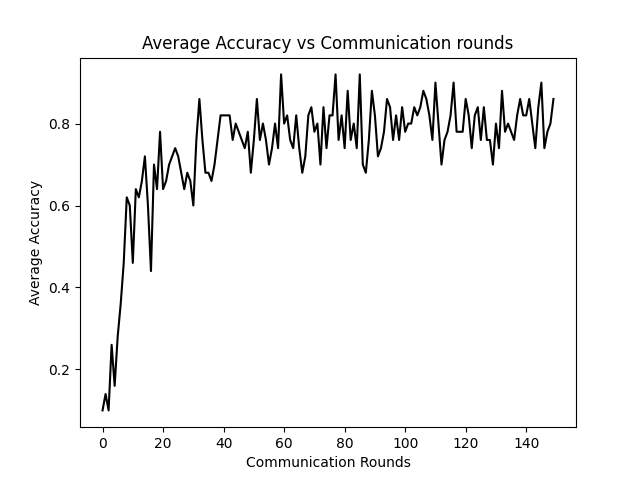 Average Accuracy vs Communication rounds
0.8
0.6
0.4
0.2
Average Accuracy
0 20 40 60 80 100 120 140
Communication Rounds